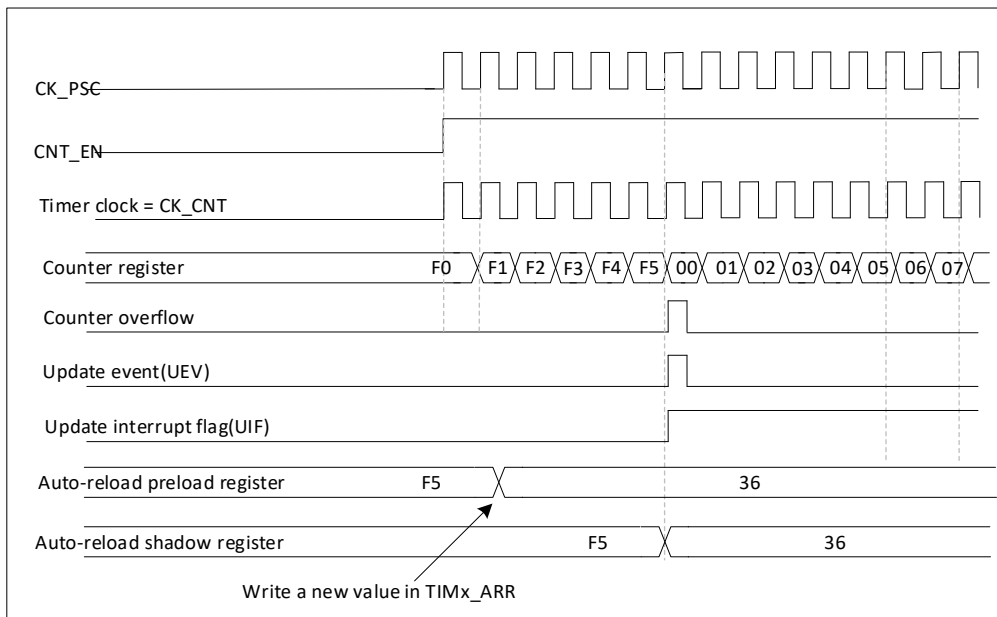 CK_PSC
CNT_EN
Timer clock = CK_CNT
Counter register F0 F1 F2 F3 F4 F5 00 01 02 03 04 05 06 07
Counter overflow
Update event(UEV)
Update interrupt flag(UIF)
Auto-reload preload register F5 36
Auto-reload shadow register F5 36
Write a new value in TIMx_ARR